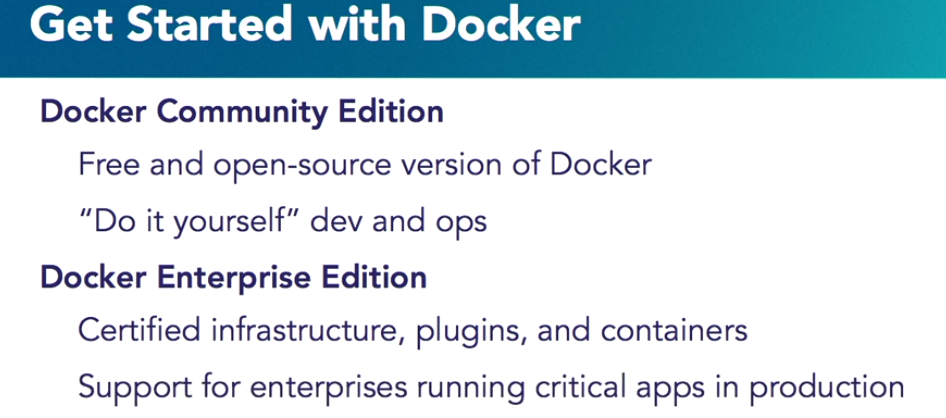 Get Started with Docker
Docker Community Edition
Free and open-source version of Docker
“Do it yourself” dev and ops
Docker Enterprise Edition
Certified infrastructure, plugins, and containers
Support for enterprises running critical apps in production